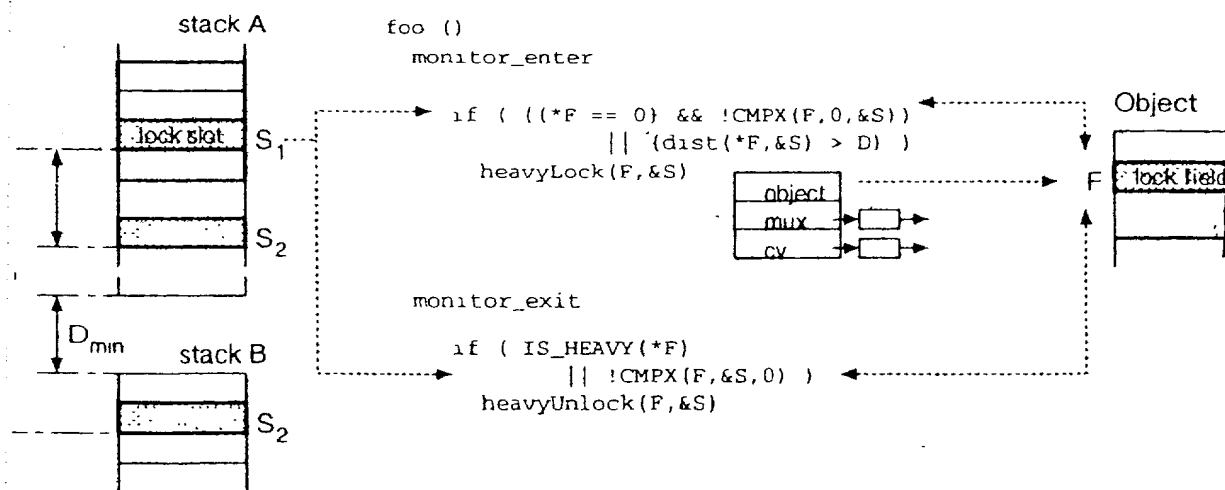 stack A
lock slot
S1
S2
Dmin
stack B
S2
foo ()
monitor_enter
if ( ((*F == 0) && !CMPX(F,0,&S))
|| (dist(*F,&S) > D) )
heavyLock(F,&S)
object
mux
cv
monitor_exit
if ( IS_HEAVY(*F)
|| !CMPX(F,&S,0) )
heavyUnlock(F,&S)
Object
F
lock field